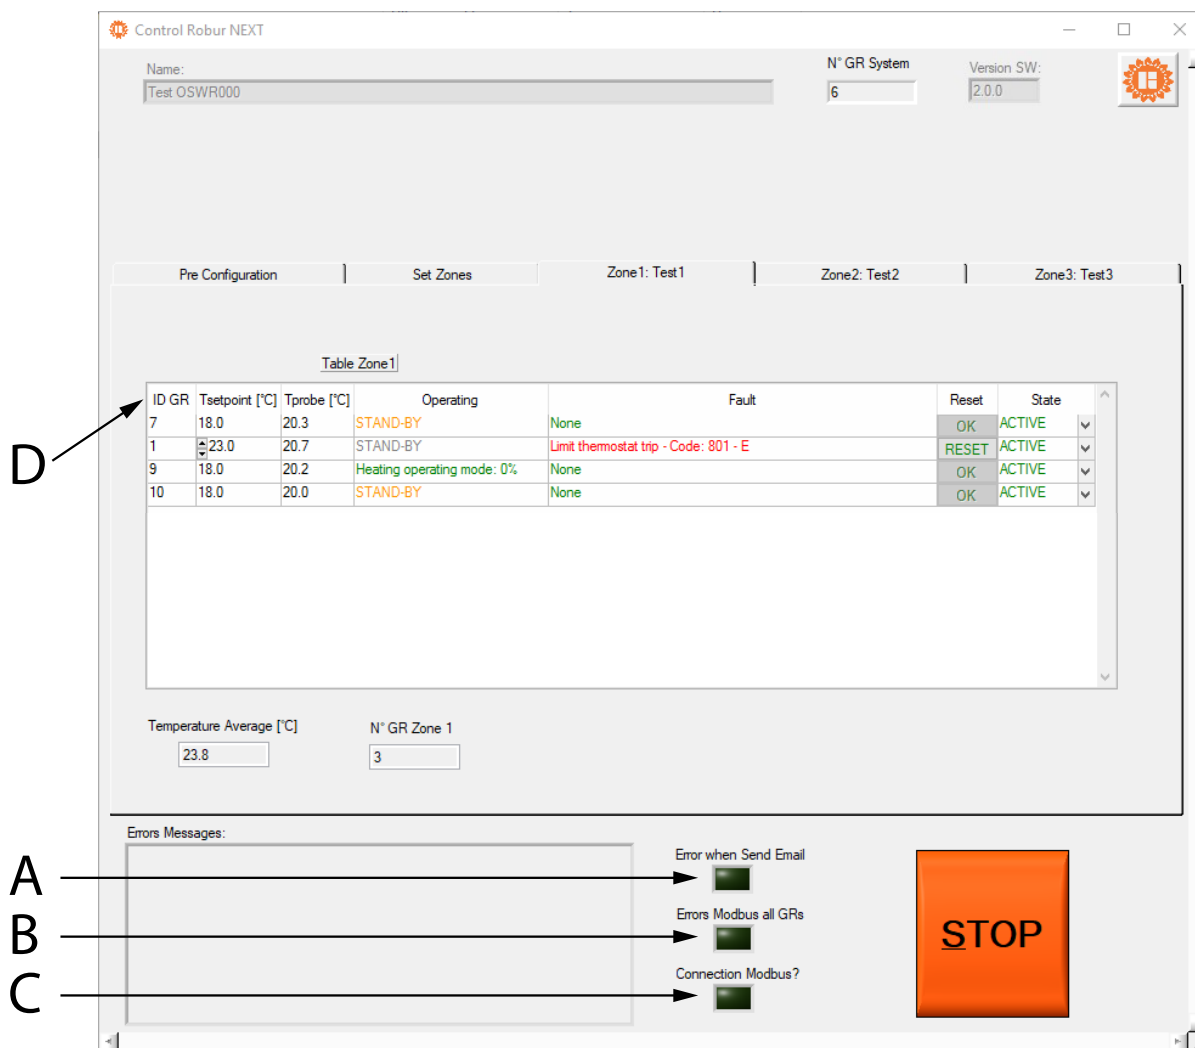 Control Robur NEXT
Name:
N° GR System
Version SW:
Test OSWR000
6
2.0.0
Pre Configuration
Set Zones
Zone1: Test1
Zone2: Test2
Zone3: Test3
Table Zone1
ID GR Tsetpoint [°C] Tprobe [°C] Operating Fault Reset State
7 18.0 20.3 STAND-BY None OK ACTIVE
1 23.0 20.7 STAND-BY Limit thermostat trip - Code: 801 - E RESET ACTIVE
9 18.0 20.2 Heating operating mode: 0% None OK ACTIVE
10 18.0 20.0 STAND-BY None OK ACTIVE
D
Temperature Average [°C]
N° GR Zone 1
23.8
3
Errors Messages:
Error when Send Email
A
Errors Modbus all GRs
B
Connection Modbus?
C
STOP